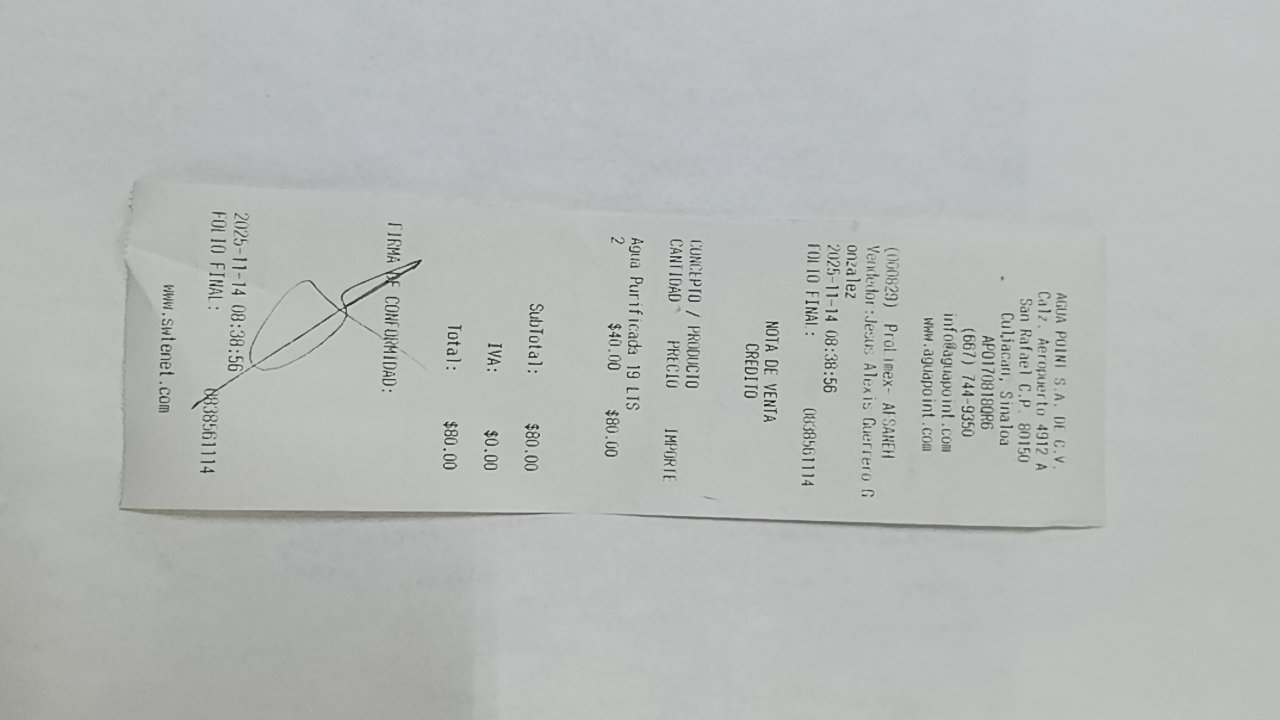 AGUA POINT S.A. DE C.V.
Calz. Aeropuerto 4912 A
San Rafael C.P. 80150
Culiacan, Sinaloa
APO170818QR6
(667) 744-9350
info@aguapoint.com
www.aguapoint.com
(060829) ProLimex- AFSANEH
Vendedor:Jesus Alexis Guerrero G
onzalez
2025-11-14 08:38:56
FOLIO FINAL: 0838561114
NOTA DE VENTA
CREDITO
CONCEPTO / PRODUCTO
CANTIDAD PRECIO IMPORTE
Agua Purificada 19 LTS
2 $40.00 $80.00
SubTotal: $80.00
IVA: $0.00
Total: $80.00
FIRMA DE CONFORMIDAD:
2025-11-14 08:38:56
FOLIO FINAL: 0838561114
www.swtenet.com